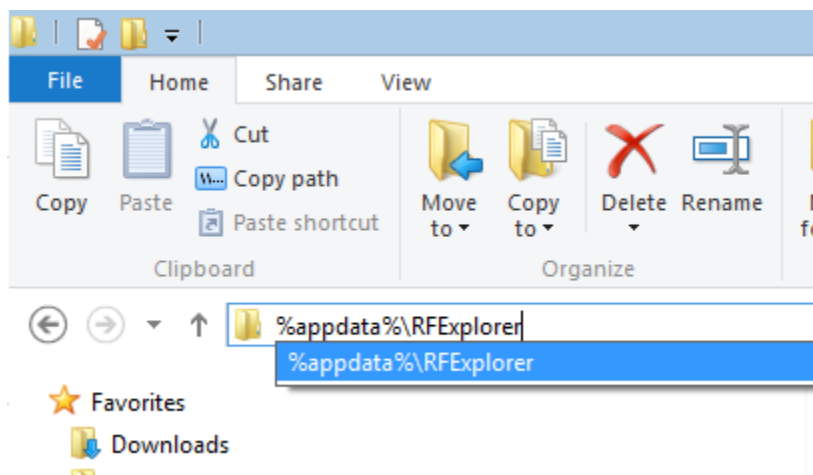 File Home Share View
Cut
Copy path
Paste shortcut
Copy Paste
Move to
Copy to
Delete Rename
Clipboard Organize
%appdata%\RFExplorer
%appdata%\RFExplorer
Favorites
Downloads